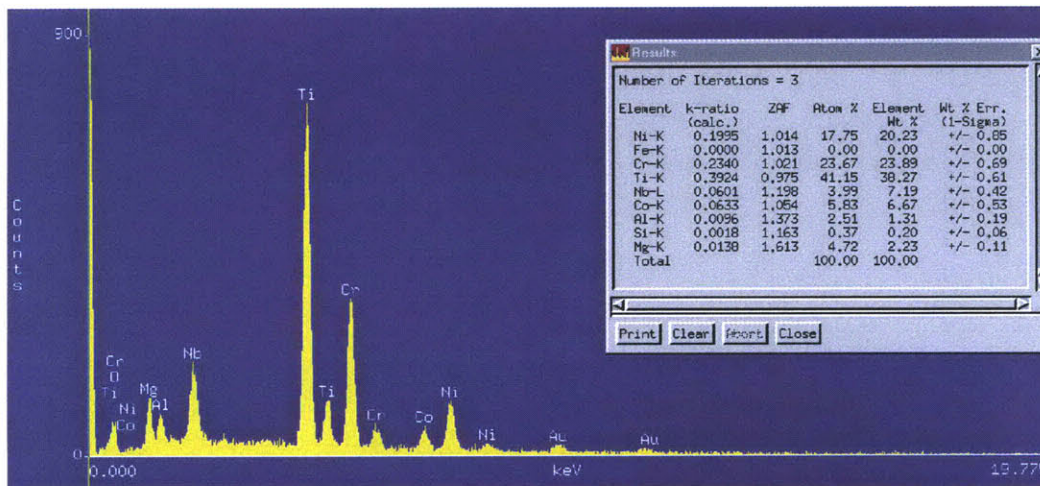 900
Counts
Ti
Cr
O
Ti
Ni
Co
Mg
Al
Nb
Ti
Cr
Cr
Co
Ni
Ni
Au
Au
0
0.000
keV
Results
Number of Iterations = 3
Element k-ratio ZAF Atom % Element Wt % Err.
(calc.) Wt % (1-Sigma)
Ni-K 0.1995 1.014 17.75 20.23 +/- 0.85
Fe-K 0.0000 1.013 0.00 0.00 +/- 0.00
Cr-K 0.2340 1.021 23.67 23.89 +/- 0.69
Ti-K 0.3924 0.975 41.15 38.27 +/- 0.61
Nb-L 0.0601 1.198 3.99 7.19 +/- 0.42
Co-K 0.0633 1.054 5.83 6.67 +/- 0.53
Al-K 0.0096 1.373 2.51 1.31 +/- 0.19
Si-K 0.0018 1.163 0.37 0.20 +/- 0.06
Mg-K 0.0138 1.613 4.72 2.23 +/- 0.11
Total 100.00 100.00
Print Clear Abort Close